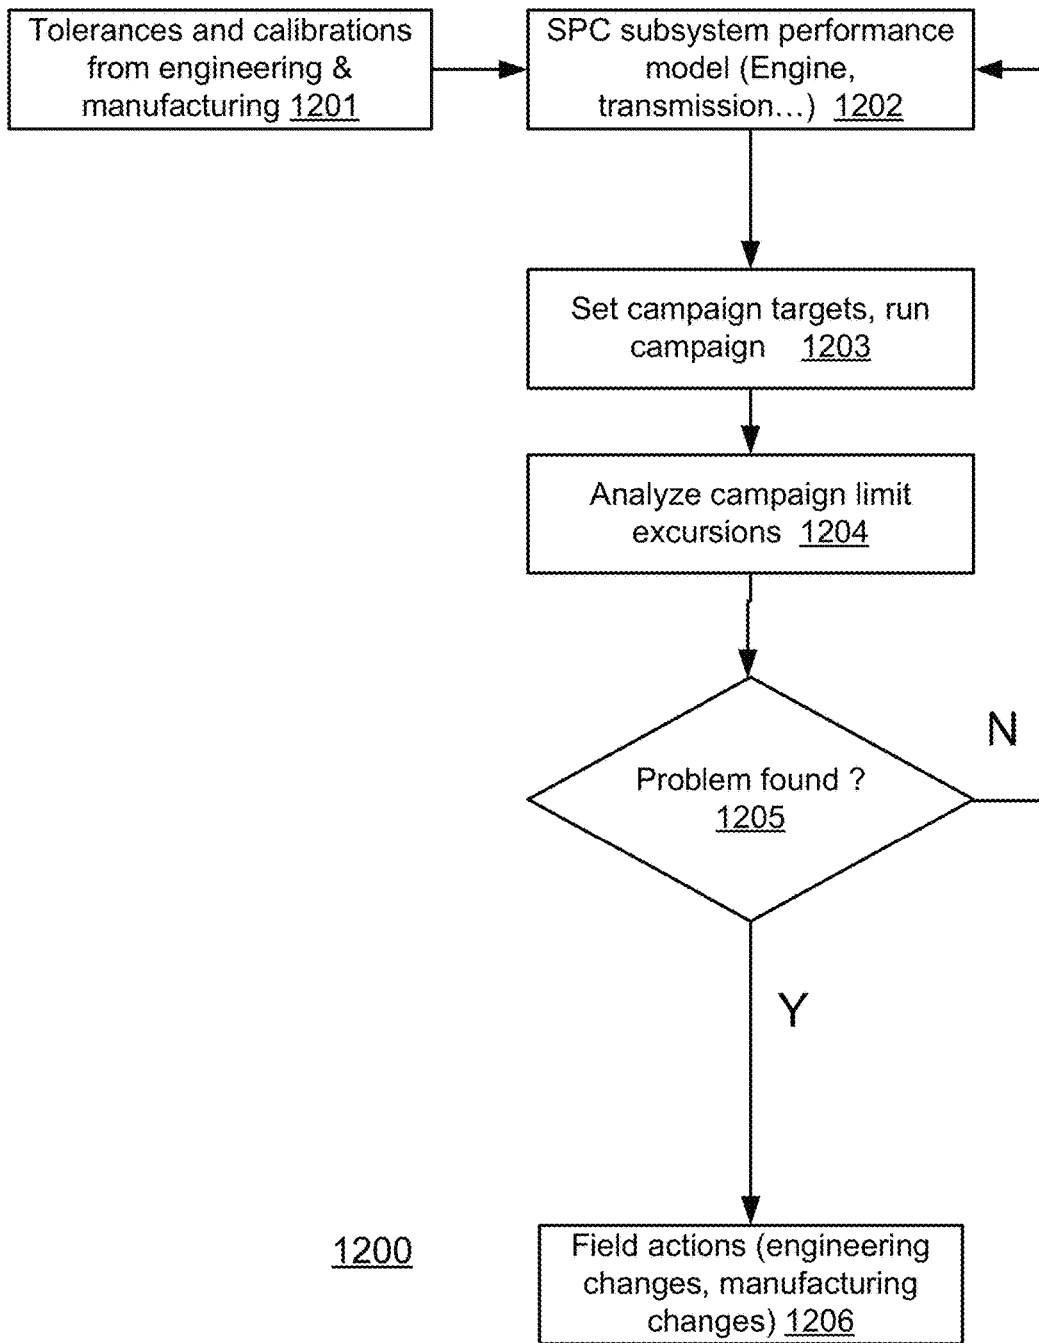 Tolerances and calibrations
from engineering &
manufacturing 1201
SPC subsystem performance
model (Engine,
transmission...) 1202
Set campaign targets, run
campaign 1203
Analyze campaign limit
excursions 1204
Problem found ?
1205
N
Y
1200
Field actions (engineering
changes, manufacturing
changes) 1206